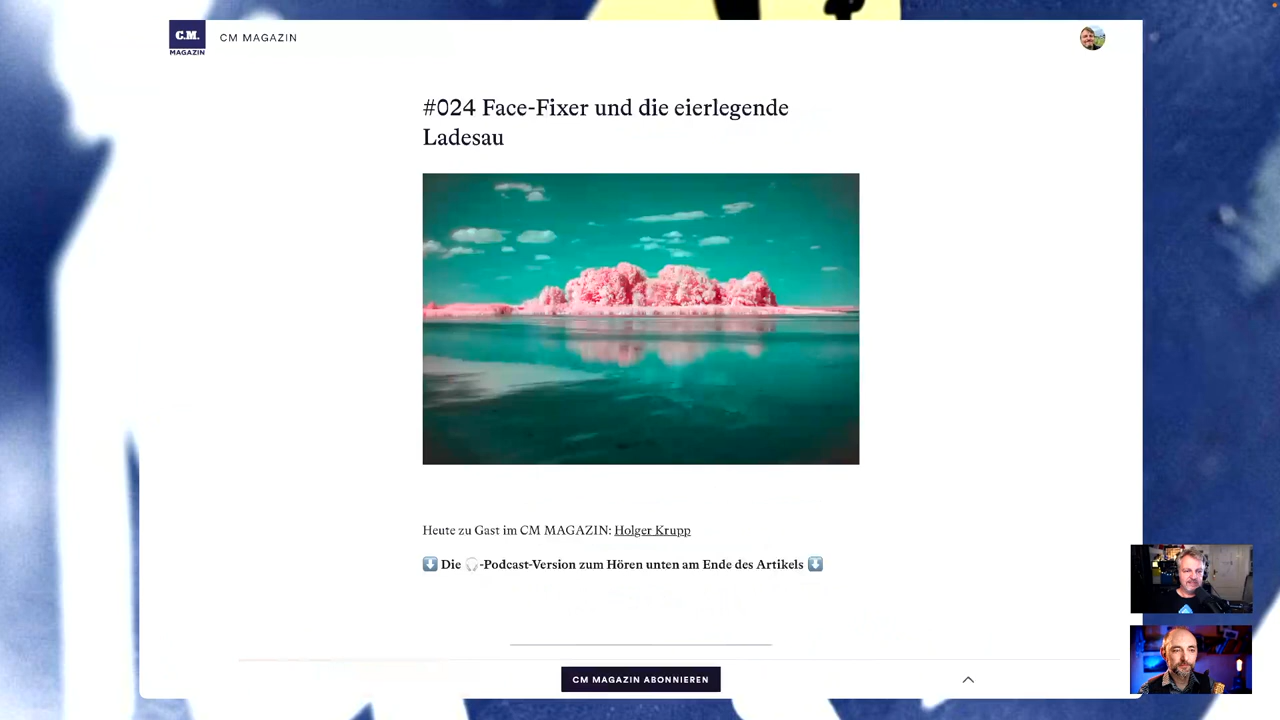 C.M.
MAGAZIN
CM MAGAZIN
#024 Face-Fixer und die eierlegende
Ladesau
Heute zu Gast im CM MAGAZIN: Holger Krupp
⬇️ Die 🎧-Podcast-Version zum Hören unten am Ende des Artikels ⬇️
CM MAGAZIN ABONNIEREN